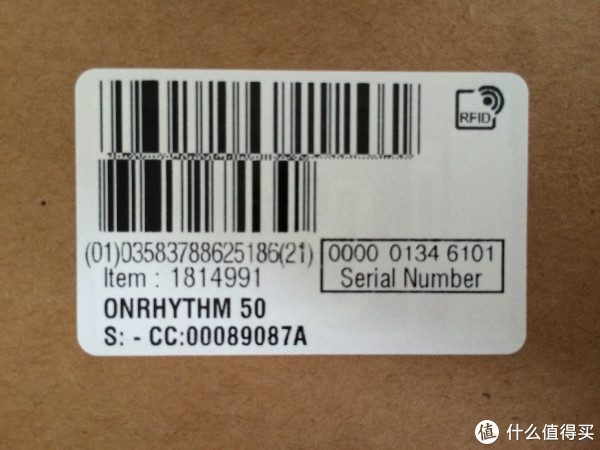 RFID
(01)03583788625186(21)
0000 0134 6101
Serial Number
Item : 1814991
ONRHYTHM 50
S: - CC:00089087A
值 什么值得买